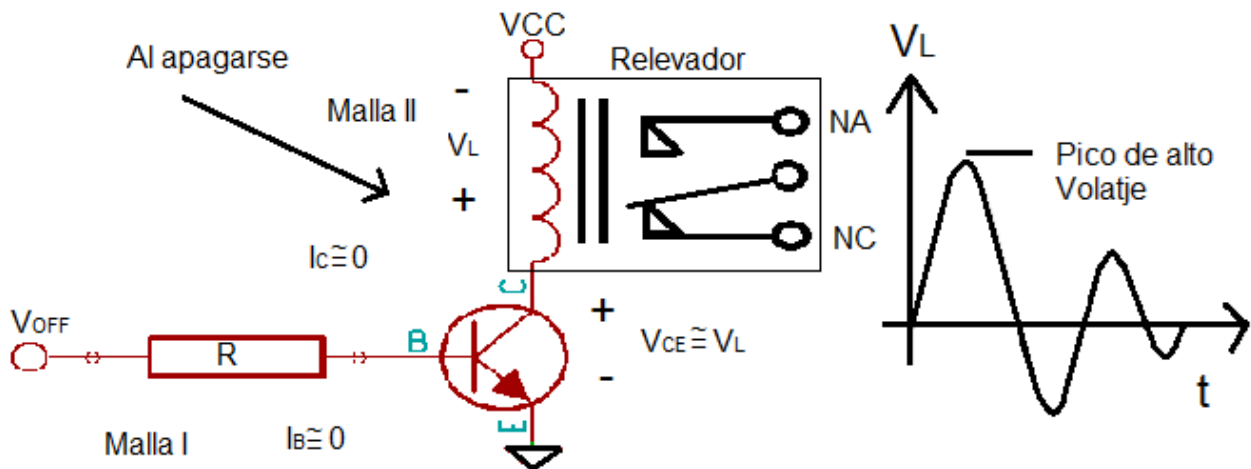 VCC
Al apagarse
Relevador
Malla II
-
VL
+
NA
NC
IC≅0
C
VOFF
R
B
+
VCE≅VL
-
E
Malla I
IB≅0
VL
Pico de alto
Volatje
t